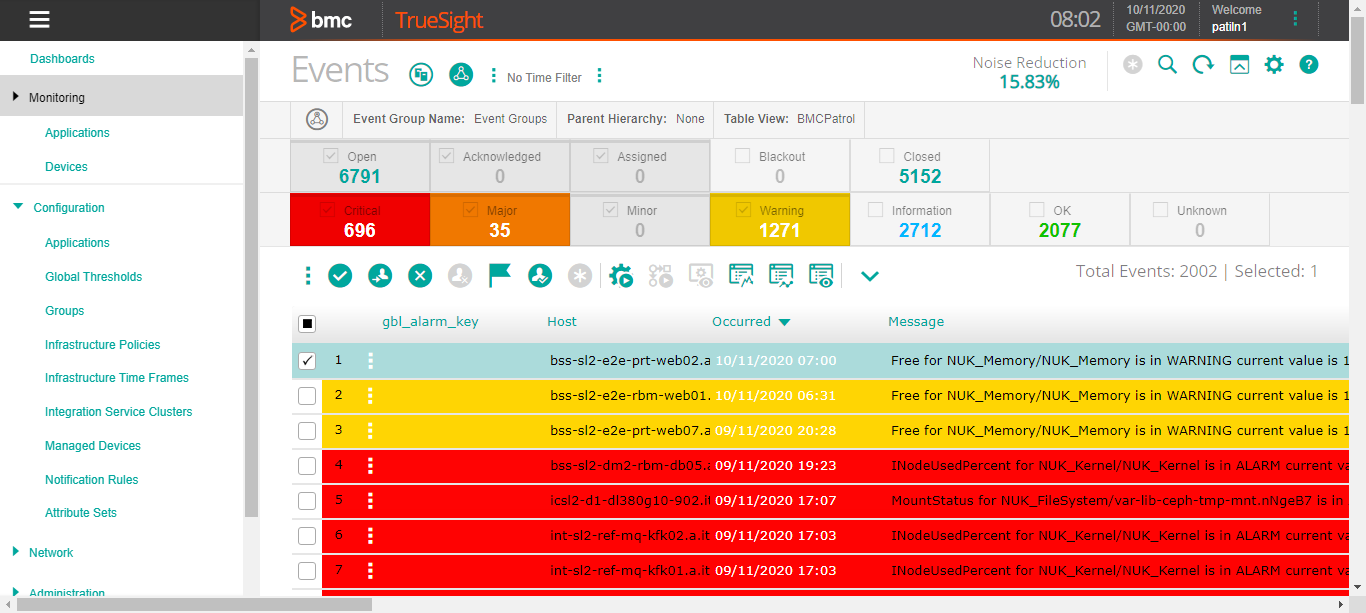 bmc TrueSight 08:02 10/11/2020 Welcome
GMT-00:00 patiln1
Dashboards
Monitoring
Applications
Devices
Configuration
Applications
Global Thresholds
Groups
Infrastructure Policies
Infrastructure Time Frames
Integration Service Clusters
Managed Devices
Notification Rules
Attribute Sets
Network
Administration
Events No Time Filter Noise Reduction
15.83%
Event Group Name: Event Groups Parent Hierarchy: None Table View: BMCPatrol
Open Acknowledged Assigned Blackout Closed
6791 0 0 0 5152
Critical Major Minor Warning Information OK Unknown
696 35 0 1271 2712 2077 0
Total Events: 2002 | Selected: 1
gbl_alarm_key Host Occurred Message
1 bss-sl2-e2e-prt-web02.a 10/11/2020 07:00 Free for NUK_Memory/NUK_Memory is in WARNING current value is 1
2 bss-sl2-e2e-rbm-web01. 10/11/2020 06:31 Free for NUK_Memory/NUK_Memory is in WARNING current value is 1
3 bss-sl2-e2e-prt-web07.a 09/11/2020 20:28 Free for NUK_Memory/NUK_Memory is in WARNING current value is 1
4 bss-sl2-dm2-rbm-db05.a 09/11/2020 19:23 INodeUsedPercent for NUK_Kernel/NUK_Kernel is in ALARM current va
5 icsl2-d1-dl380g10-902.it 09/11/2020 17:07 MountStatus for NUK_FileSystem/var-lib-ceph-tmp-mnt.nNgeB7 is in
6 int-sl2-ref-mq-kfk02.a.it 09/11/2020 17:03 INodeUsedPercent for NUK_Kernel/NUK_Kernel is in ALARM current va
7 int-sl2-ref-mq-kfk01.a.it 09/11/2020 17:03 INodeUsedPercent for NUK_Kernel/NUK_Kernel is in ALARM current va